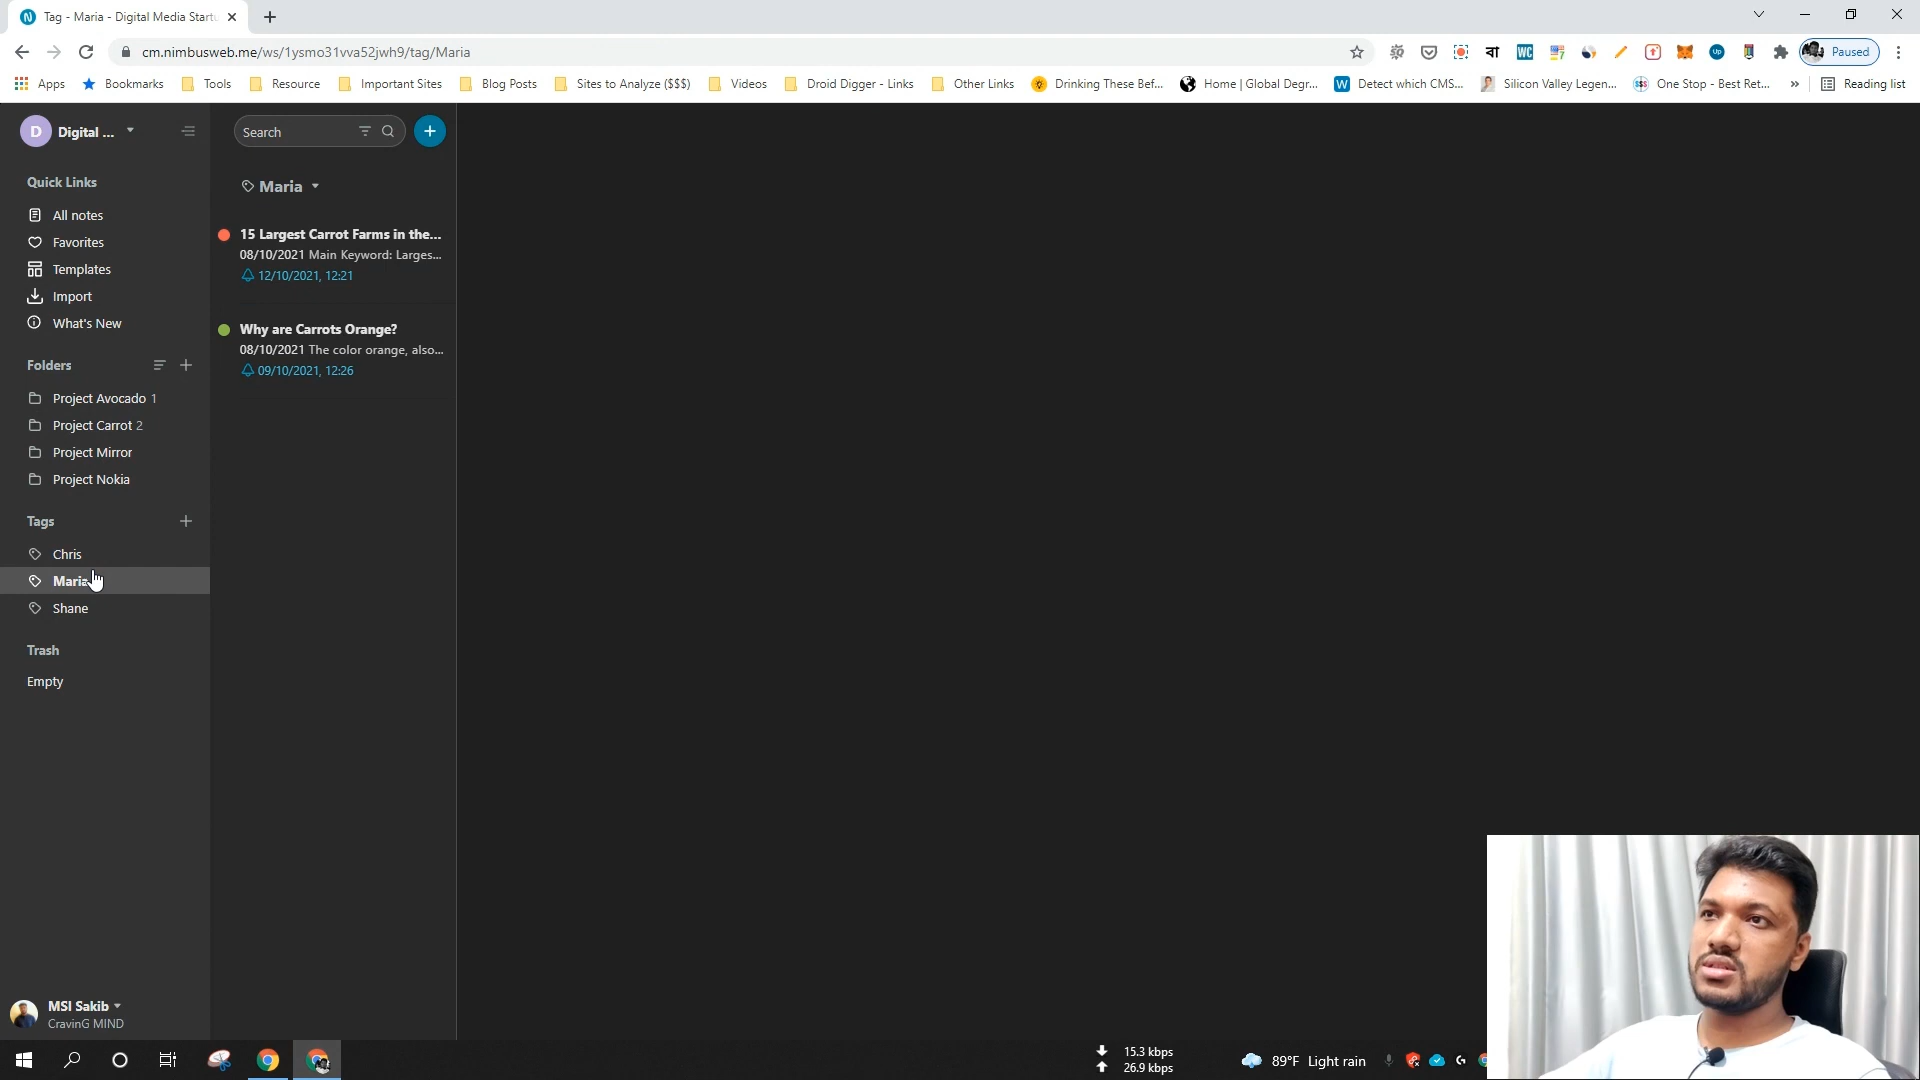 Tag - Maria - Digital Media Startu
cm.nimbusweb.me/ws/1ysmo31vva52jwh9/tag/Maria
Paused
Apps Bookmarks Tools Resource Important Sites Blog Posts Sites to Analyze ($$$) Videos Droid Digger - Links Other Links Drinking These Bef... Home | Global Degr... Detect which CMS... Silicon Valley Legen... One Stop - Best Ret... » Reading list
D Digital ...
Search
Quick Links
All notes
Favorites
Templates
Import
What's New
Folders
Project Avocado 1
Project Carrot 2
Project Mirror
Project Nokia
Tags
Chris
Maria
Shane
Trash
Empty
MSI Sakib
CravinG MIND
Maria
15 Largest Carrot Farms in the...
08/10/2021 Main Keyword: Larges...
12/10/2021, 12:21
Why are Carrots Orange?
08/10/2021 The color orange, also...
09/10/2021, 12:26
15.3 kbps
26.9 kbps
89°F Light rain